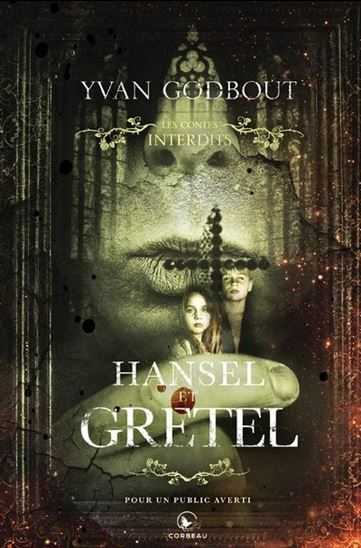 YVAN GODBOUT
LES CONTES
INTERDITS
HANSEL
ET
GRETEL
POUR UN PUBLIC AVERTI
CORBEAU